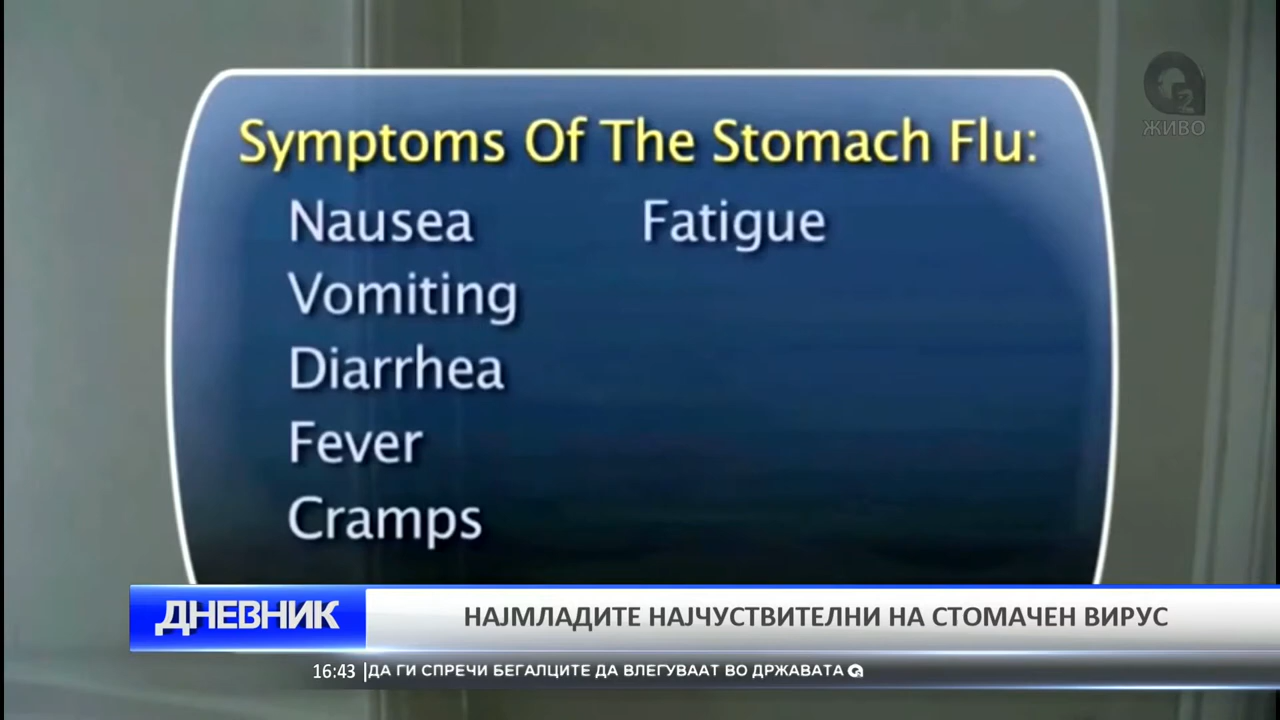 2
ЖИВО
Symptoms Of The Stomach Flu:
Nausea Fatigue
Vomiting
Diarrhea
Fever
Cramps
ДНЕВНИК НАЈМЛАДИТЕ НАЈЧУСТВИТЕЛНИ НА СТОМАЧЕН ВИРУС
16:43 ДА ГИ СПРЕЧИ БЕГАЛЦИТЕ ДА ВЛЕГУВААТ ВО ДРЖАВАТА